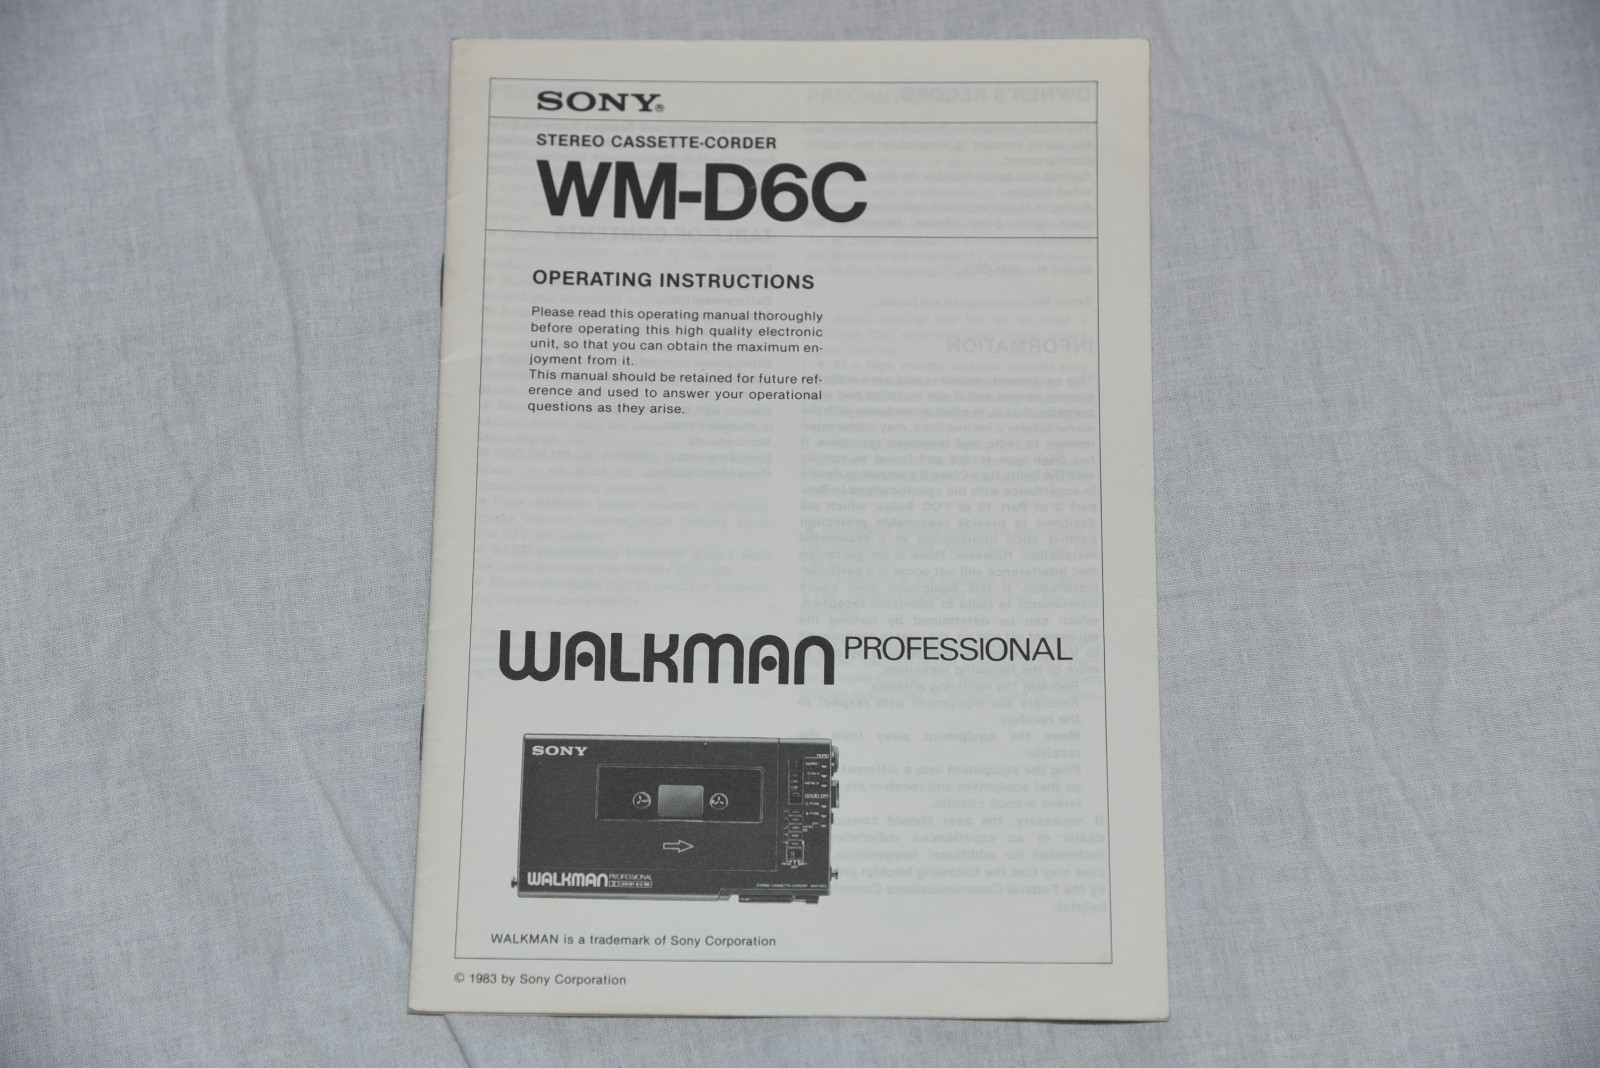 SONY®
STEREO CASSETTE-CORDER
WM-D6C
OPERATING INSTRUCTIONS
Please read this operating manual thoroughly
before operating this high quality electronic
unit, so that you can obtain the maximum en-
joyment from it.
This manual should be retained for future ref-
erence and used to answer your operational
questions as they arise.
WALKMAN PROFESSIONAL
SONY
WALKMAN PROFESSIONAL
WALKMAN is a trademark of Sony Corporation
© 1983 by Sony Corporation